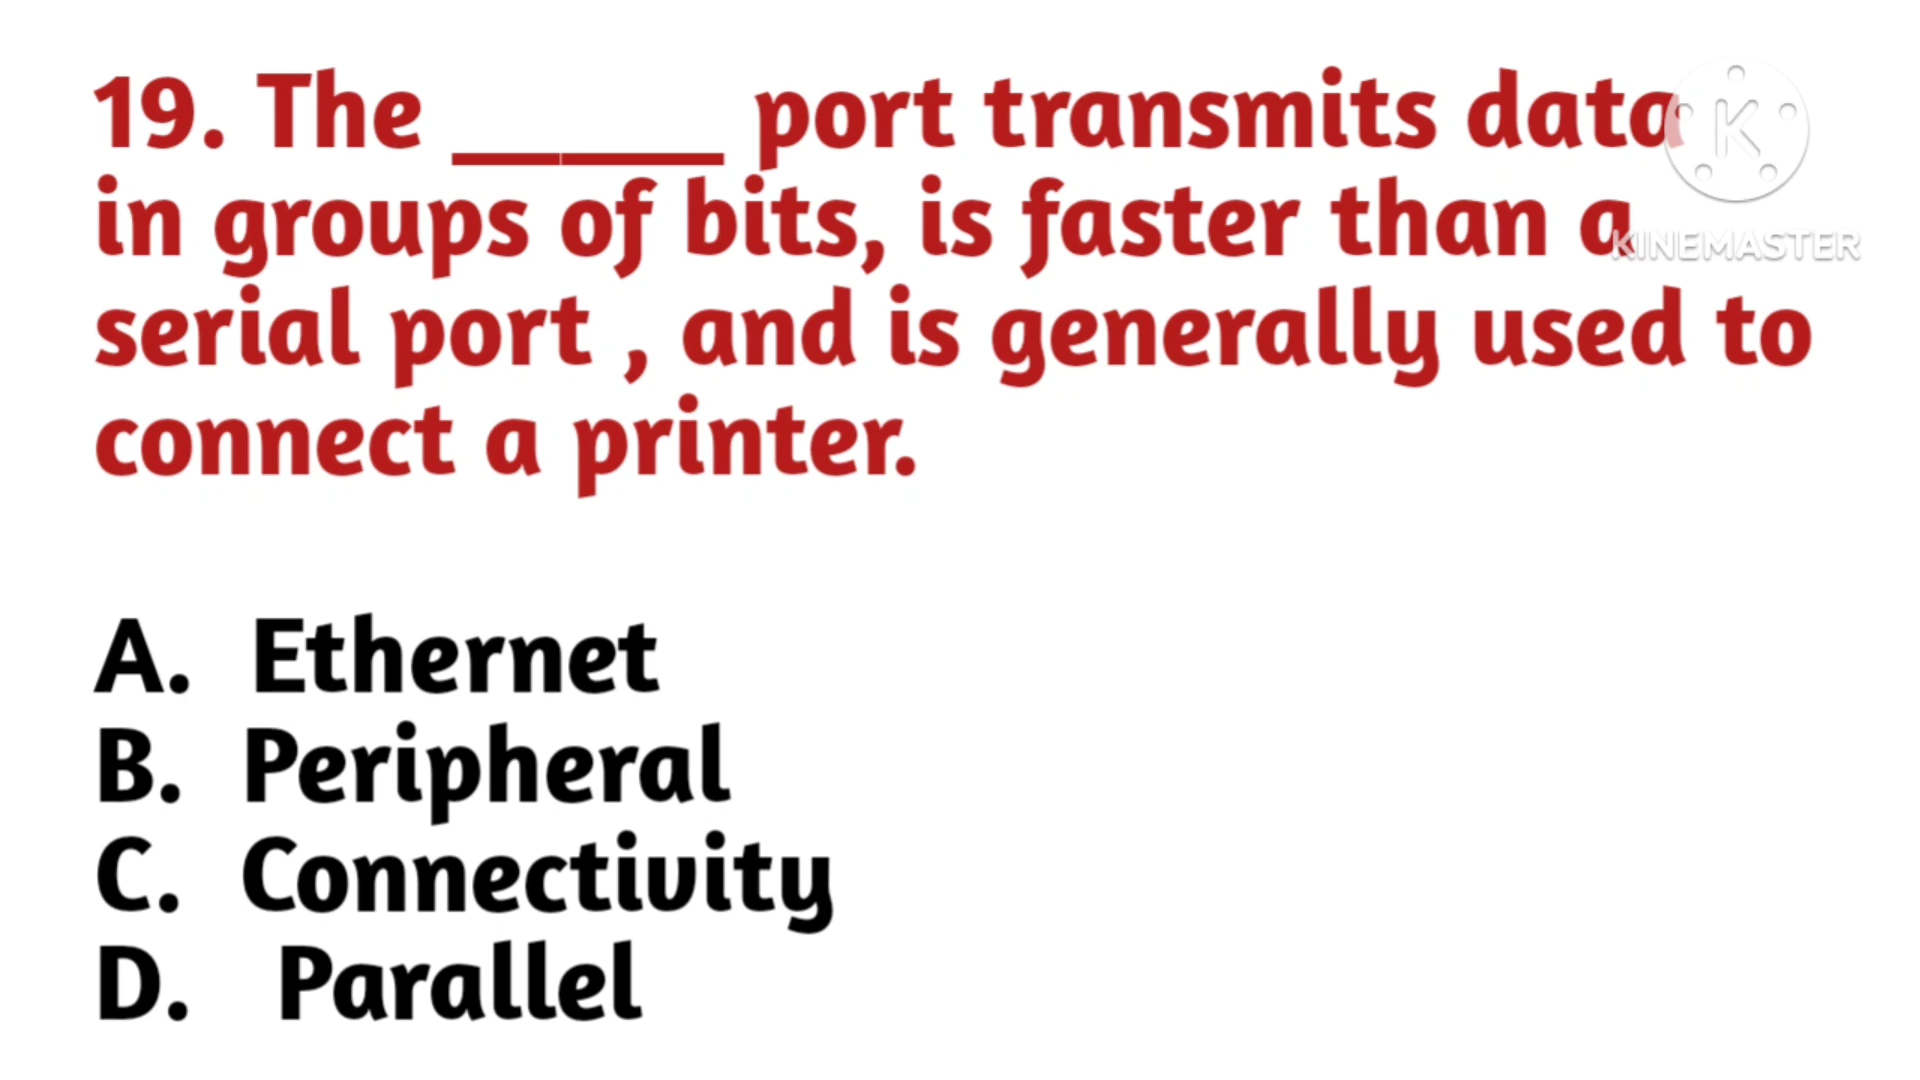 19. The _____ port transmits data
in groups of bits, is faster than a
serial port , and is generally used to
connect a printer.
A. Ethernet
B. Peripheral
C. Connectivity
D. Parallel
K
KINEMASTER